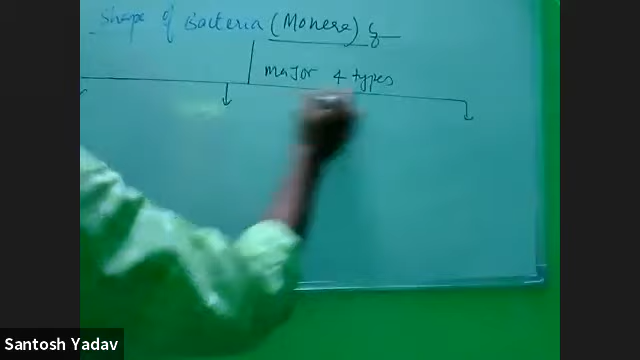 Shape of Bacteria (Monera)
Major 4 types
Santosh Yadav